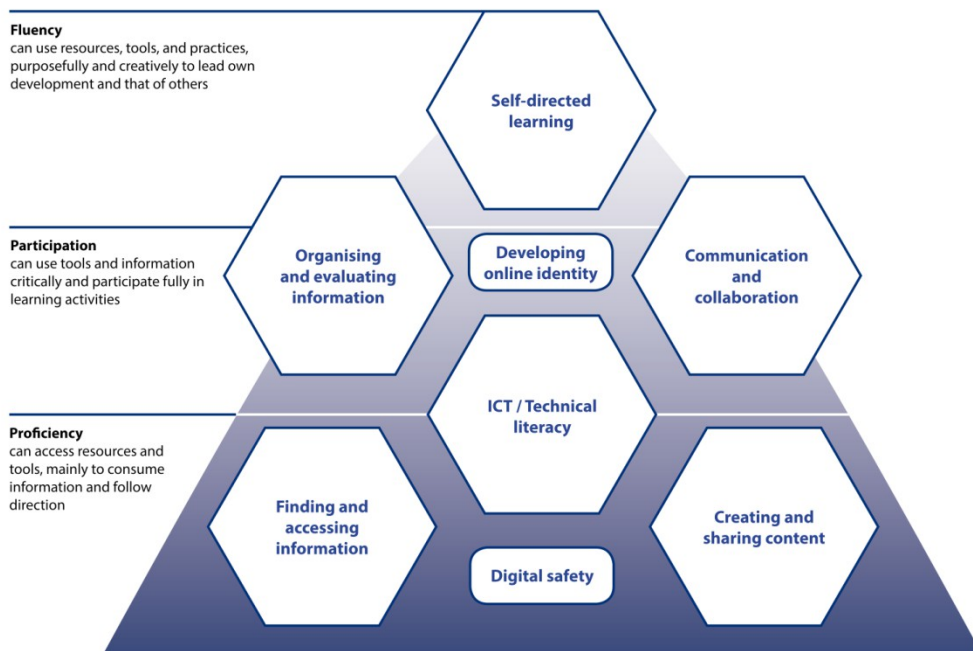 Fluency
can use resources, tools, and practices,
purposefully and creatively to lead own
development and that of others
Self-directed
learning
Participation
can use tools and information
critically and participate fully in
learning activities
Organising
and evaluating
information
Developing
online identity
Communication
and
collaboration
ICT / Technical
literacy
Proficiency
can access resources and
tools, mainly to consume
information and follow
direction
Finding and
accessing
information
Creating and
sharing content
Digital safety